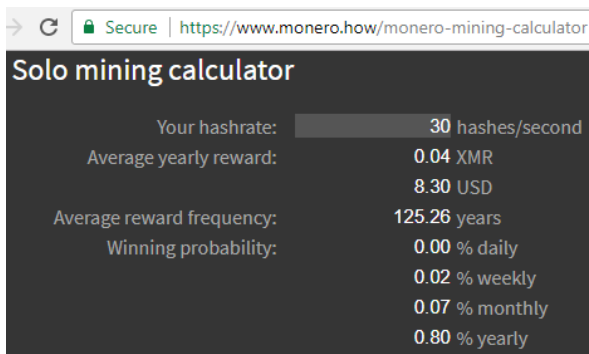 Secure | https://www.monero.how/monero-mining-calculator
Solo mining calculator
Your hashrate: 30 hashes/second
Average yearly reward: 0.04 XMR
8.30 USD
Average reward frequency: 125.26 years
Winning probability: 0.00 % daily
0.02 % weekly
0.07 % monthly
0.80 % yearly